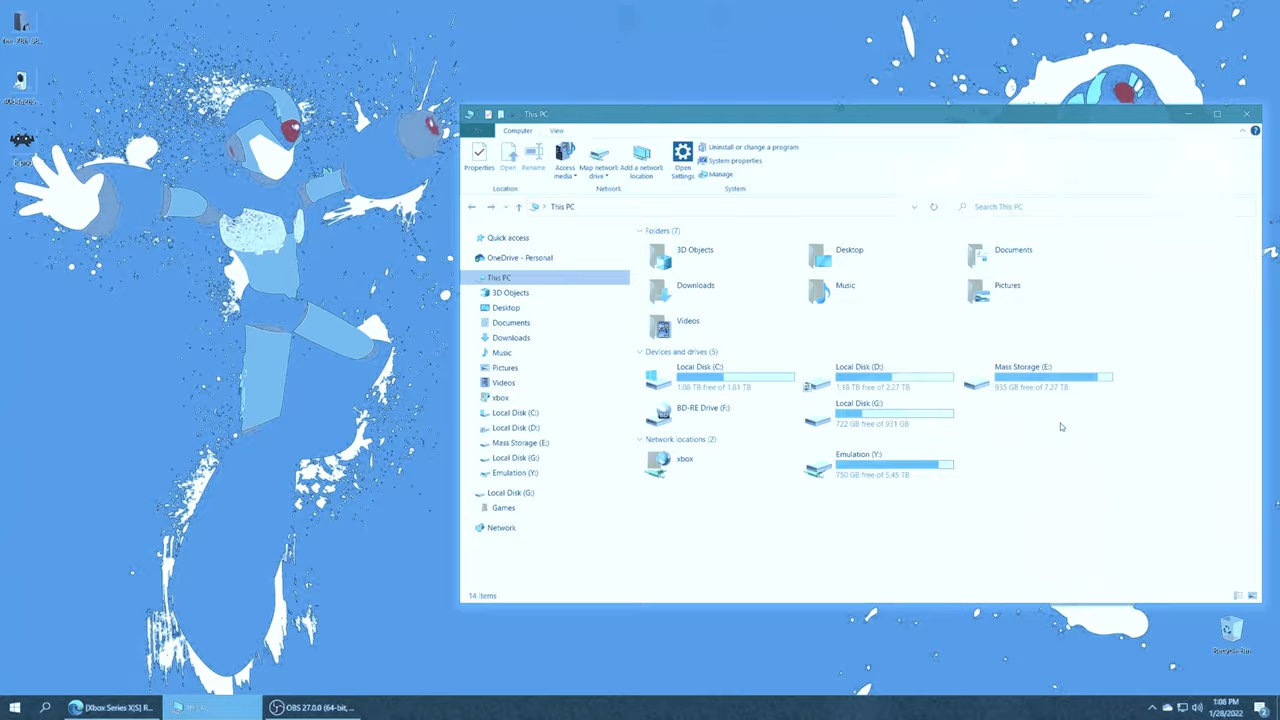 This PC
Computer View
Properties Open Rename Access media Map network drive Add a network location Open Settings Uninstall or change a program
System properties
Manage
Location Network System
This PC Search This PC
Quick access
OneDrive - Personal
This PC
3D Objects
Desktop
Documents
Downloads
Music
Pictures
Videos
xbox
Local Disk (C:)
Local Disk (D:)
Mass Storage (E:)
Local Disk (G:)
Emulation (Y:)
Local Disk (G:)
Games
Network
Folders (7)
3D Objects Desktop Documents
Downloads Music Pictures
Videos
Devices and drives (5)
Local Disk (C:) Local Disk (D:) Mass Storage (E:)
1.08 TB free of 1.81 TB 1.18 TB free of 2.27 TB 935 GB free of 7.27 TB
BD-RE Drive (F:) Local Disk (G:)
722 GB free of 931 GB
Network locations (2)
xbox Emulation (Y:)
750 GB free of 5.45 TB
14 items
Recycle Bin
[Xbox Series X|S] R... This PC OBS 27.0.0 (64-bit, ...
1:08 PM
1/28/2022
2